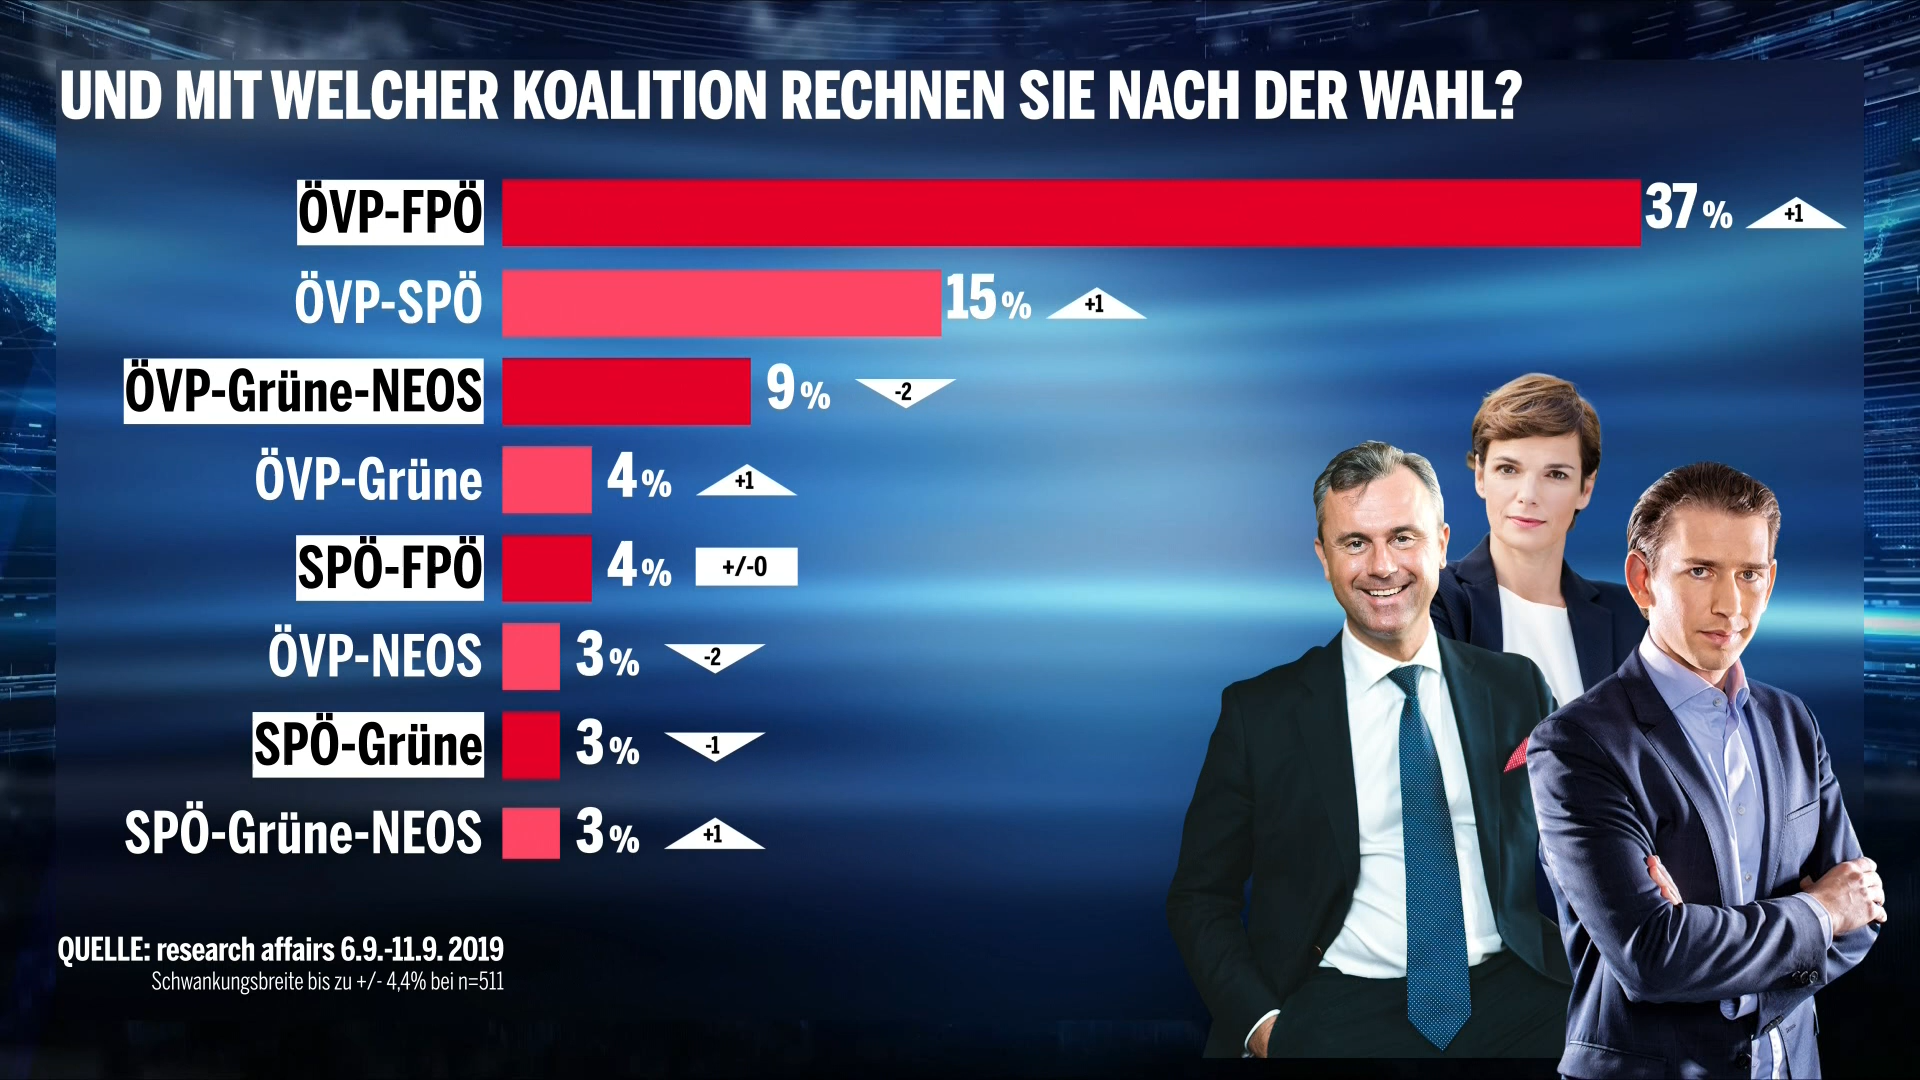 UND MIT WELCHER KOALITION RECHNEN SIE NACH DER WAHL?
ÖVP-FPÖ 37% +1
ÖVP-SPÖ 15% +1
ÖVP-Grüne-NEOS 9% -2
ÖVP-Grüne 4% +1
SPÖ-FPÖ 4% +/-0
ÖVP-NEOS 3% -2
SPÖ-Grüne 3% -1
SPÖ-Grüne-NEOS 3% +1
QUELLE: research affairs 6.9.-11.9. 2019
Schwankungsbreite bis zu +/- 4,4% bei n=511